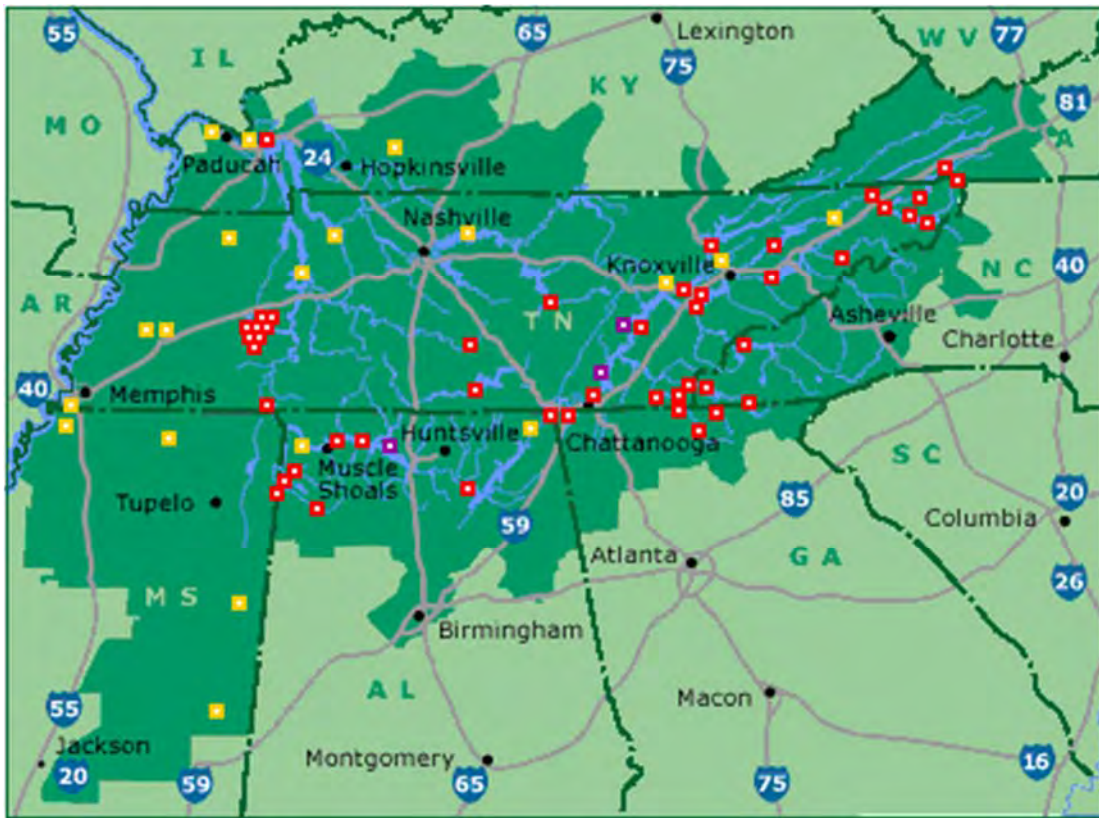 55
65
77
W V
I L
Lexington
75
K Y
81
M O
A
Paducah
24
Hopkinsville
Nashville
Knoxville
N C
40
A R
T N
Asheville
Charlotte
40
Memphis
Huntsville
Chattanooga
Muscle
Shoals
S C
Tupelo
85
20
Columbia
59
Atlanta
G A
26
M S
Birmingham
A L
Macon
55
Jackson
Montgomery
20
59
65
75
16